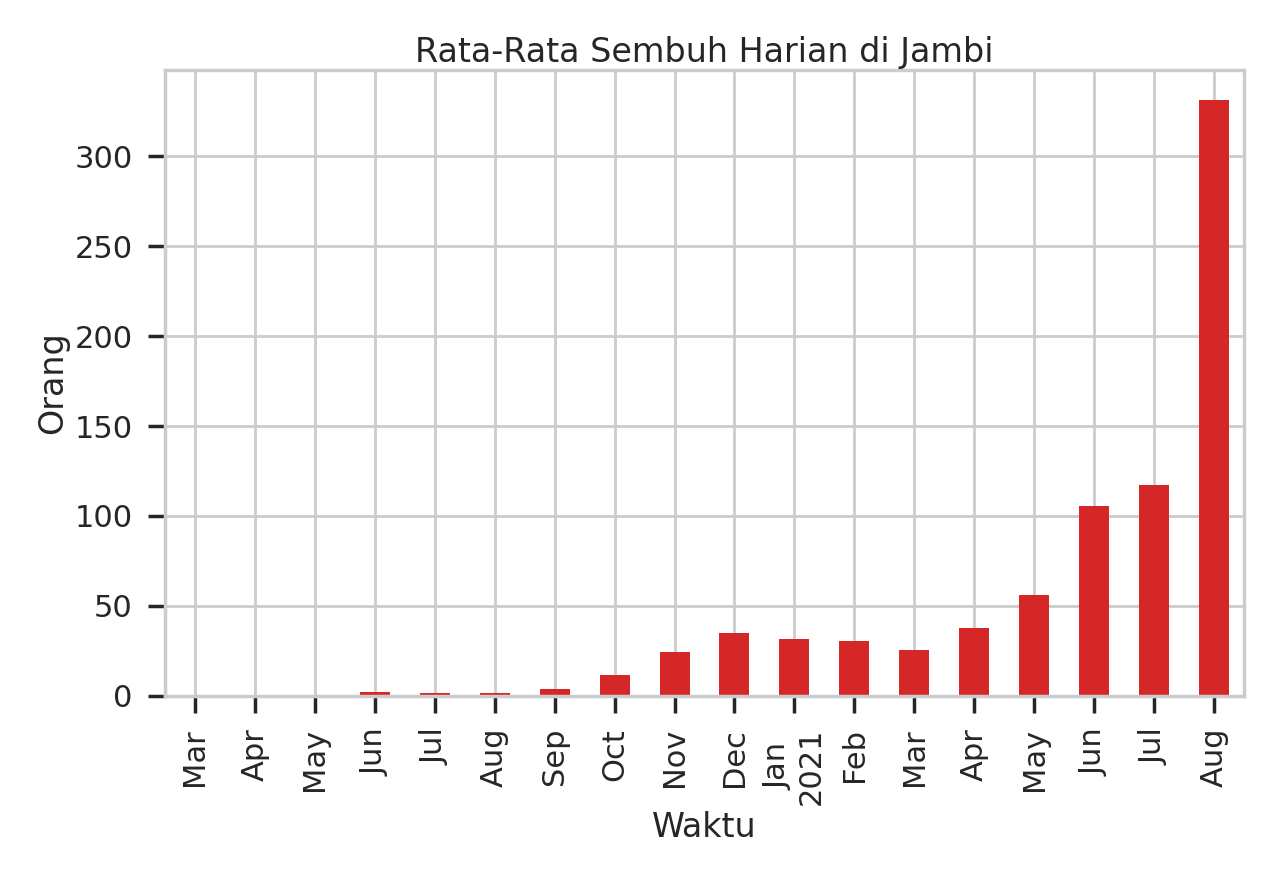 Rata-Rata Sembuh Harian di Jambi
Orang
300
250
200
150
100
50
0
Mar
Apr
May
Jun
Jul
Aug
Sep
Oct
Nov
Dec
Jan
2021
Feb
Mar
Apr
May
Jun
Jul
Aug
Waktu